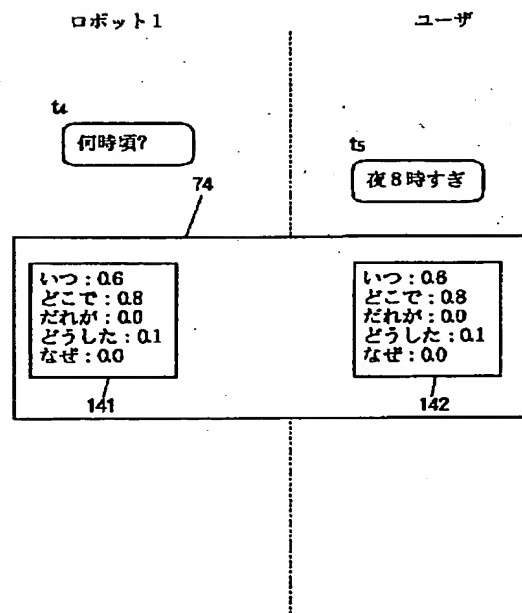 ロボット1
ユーザ
t4
何時頃?
t5
夜8時すぎ
74
いつ:0.6
どこで:0.8
だれが:0.0
どうした:0.1
なぜ:0.0
141
いつ:0.8
どこで:0.8
だれが:0.0
どうした:0.1
なぜ:0.0
142